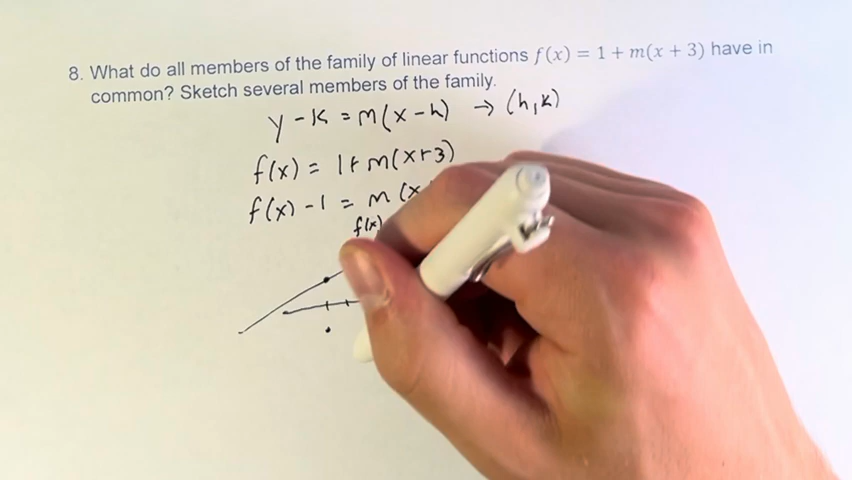 8. What do all members of the family of linear functions f(x) = 1 + m(x + 3) have in
common? Sketch several members of the family.
y - k = m(x - h) → (h, k)
f(x) = 1 + m(x + 3)
f(x) - 1 = m (x
f(x)